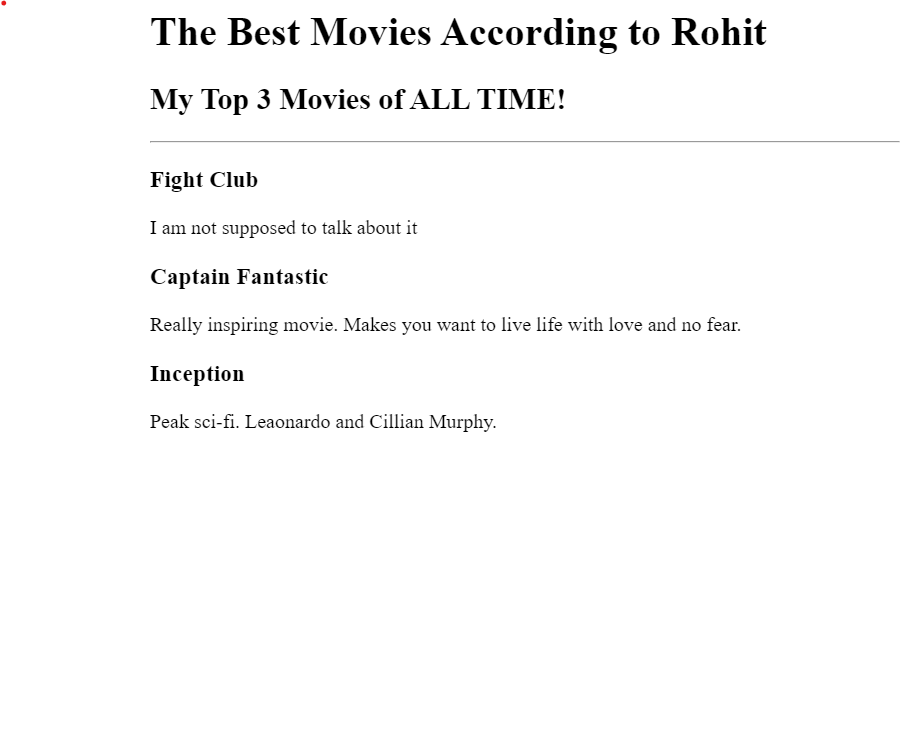 The Best Movies According to Rohit
My Top 3 Movies of ALL TIME!
Fight Club
I am not supposed to talk about it
Captain Fantastic
Really inspiring movie. Makes you want to live life with love and no fear.
Inception
Peak sci-fi. Leaonardo and Cillian Murphy.